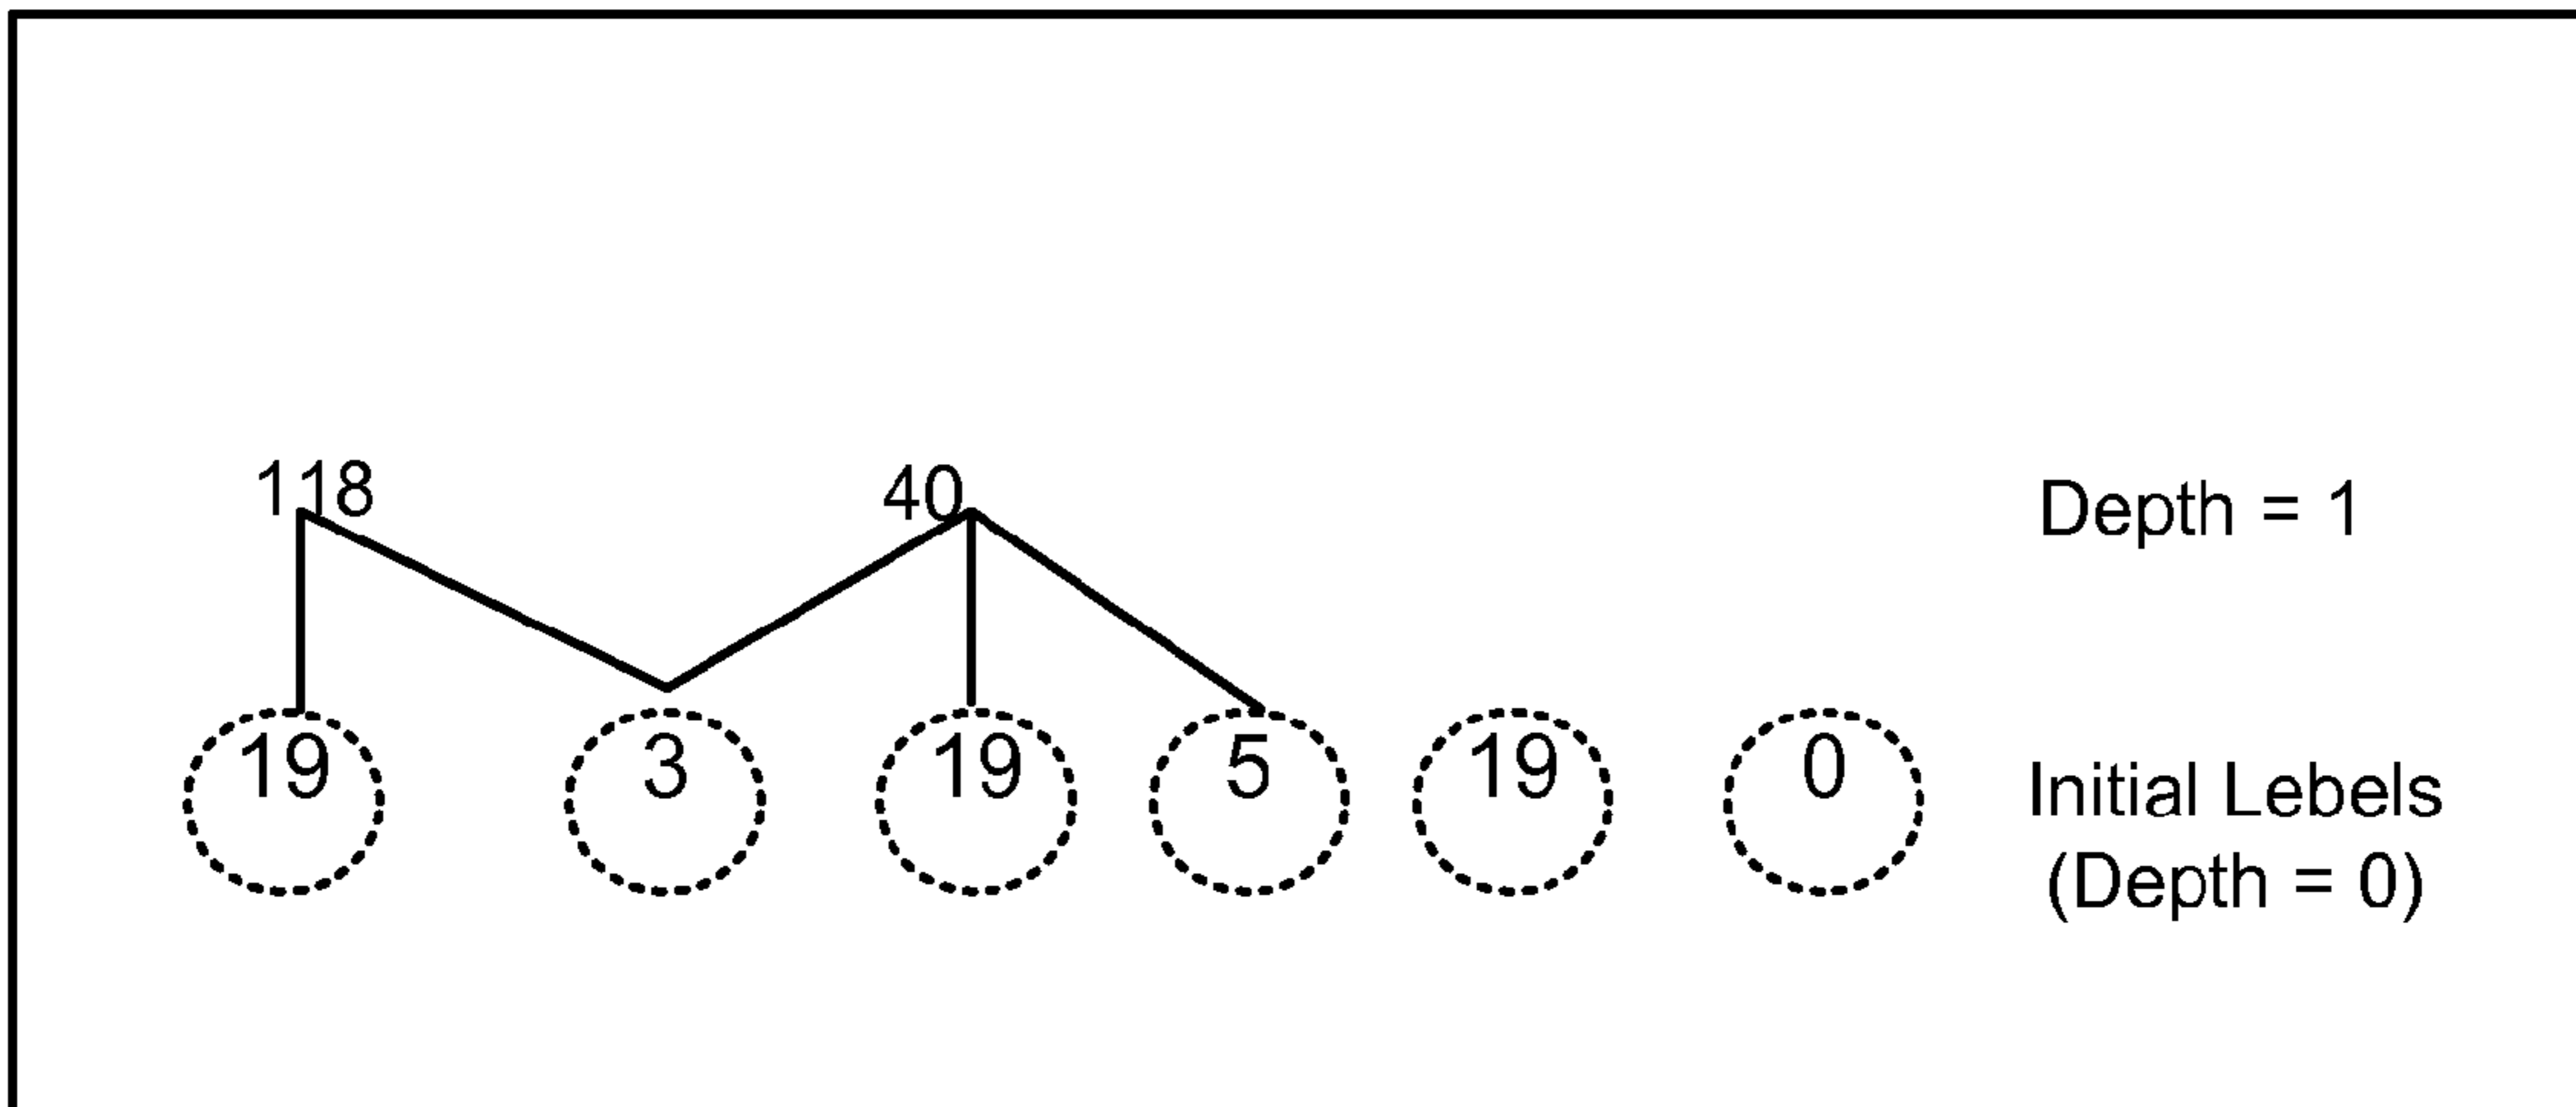 118 40 Depth = 1
19 3 19 5 19 0 Initial Lebels
(Depth = 0)